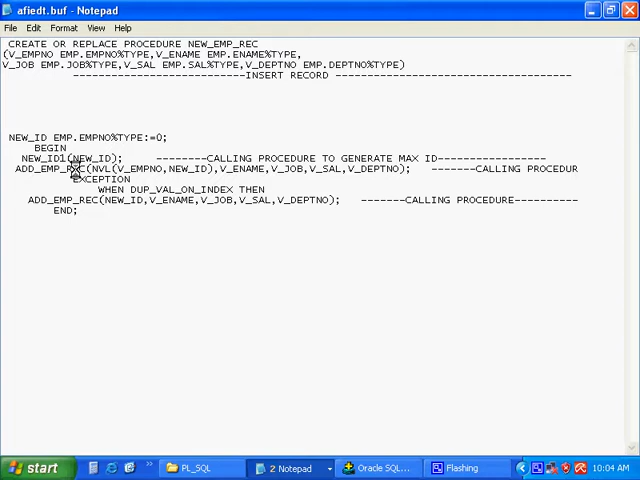 afiedt.buf - Notepad
File Edit Format View Help
CREATE OR REPLACE PROCEDURE NEW_EMP_REC
(V_EMPNO EMP.EMPNO%TYPE,V_ENAME EMP.ENAME%TYPE,
V_JOB EMP.JOB%TYPE,V_SAL EMP.SAL%TYPE,V_DEPTNO EMP.DEPTNO%TYPE)
--------------------------INSERT RECORD ------------------------------------
NEW_ID EMP.EMPNO%TYPE:=0;
BEGIN
NEW_ID1(NEW_ID); --------CALLING PROCEDURE TO GENERATE MAX ID-----------------
ADD_EMP_REC(NVL(V_EMPNO,NEW_ID),V_ENAME,V_JOB,V_SAL,V_DEPTNO); -------CALLING PROCEDUR
EXCEPTION
WHEN DUP_VAL_ON_INDEX THEN
ADD_EMP_REC(NEW_ID,V_ENAME,V_JOB,V_SAL,V_DEPTNO); -------CALLING PROCEDURE----------
END;
start PL_SQL 2 Notepad Oracle SQL... Flashing 10:04 AM